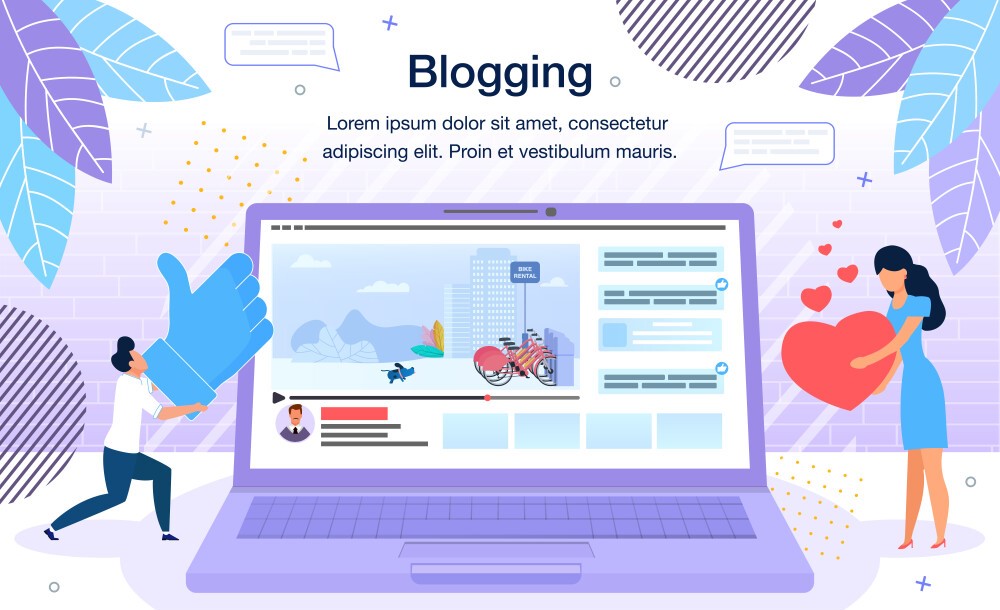 Blogging
Lorem ipsum dolor sit amet, consectetur
adipiscing elit. Proin et vestibulum mauris.
BIKE
RENTAL